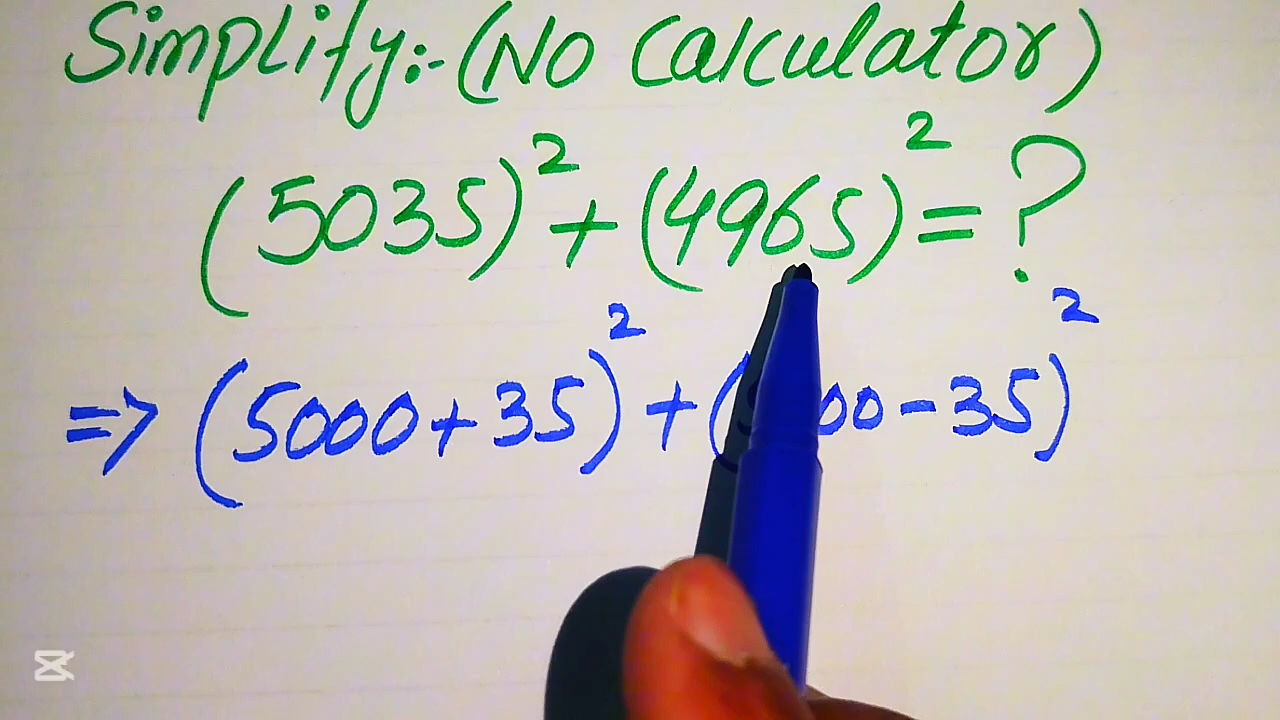 Simplify:- (No Calculator)
(5035)² + (4965)² = ?
=> (5000 + 35)² + ( 00 - 35)²